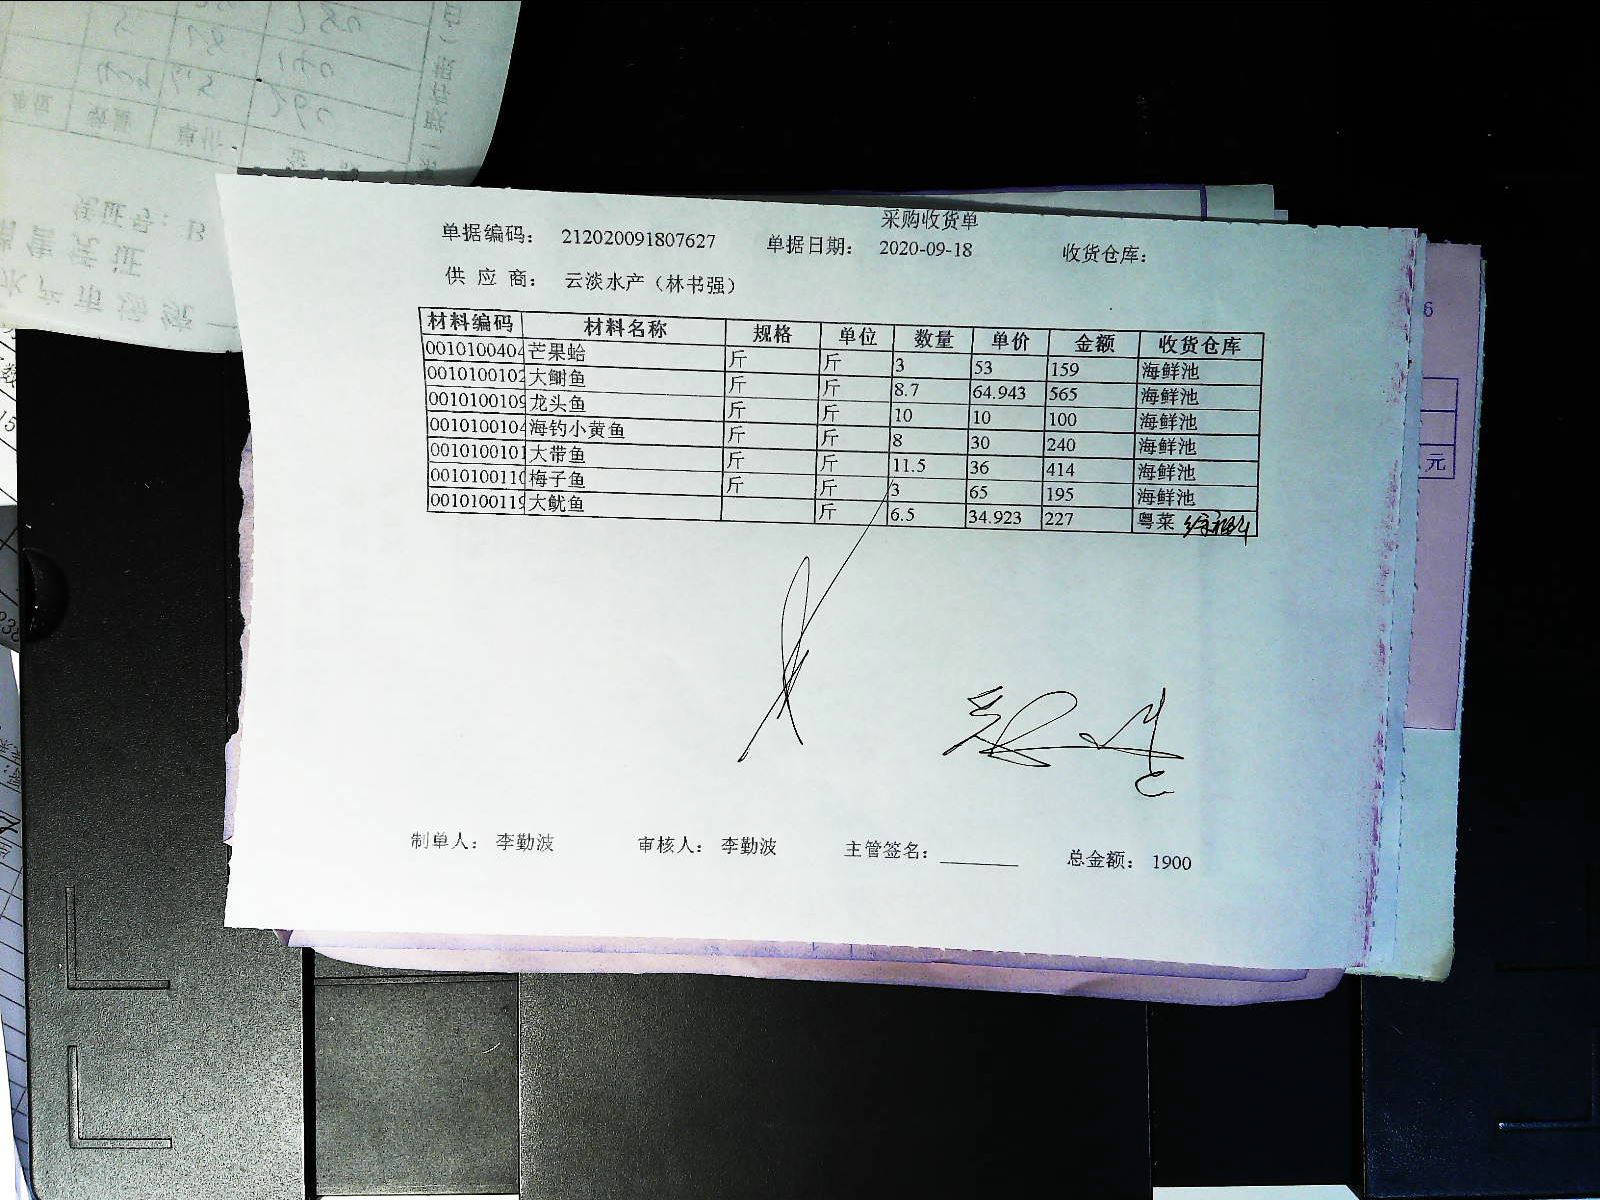 采购收货单
单据编码： 212020091807627 单据日期： 2020-09-18 收货仓库：
供 应 商： 云淡水产（林书强）
材料编码 材料名称 规格 单位 数量 单价 金额 收货仓库
0010100404 芒果蛤 斤 斤 3 53 159 海鲜池
0010100102 大鲥鱼 斤 斤 8.7 64.943 565 海鲜池
0010100109 龙头鱼 斤 斤 10 10 100 海鲜池
0010100104 海钓小黄鱼 斤 斤 8 30 240 海鲜池
0010100101 大带鱼 斤 斤 11.5 36 414 海鲜池
001010011 梅子鱼 斤 斤 3 65 195 海鲜池
0010100119 大鱿鱼 斤 6.5 34.923 227 粤菜
制单人： 李勤波 审核人： 李勤波 主管签名： 总金额： 1900